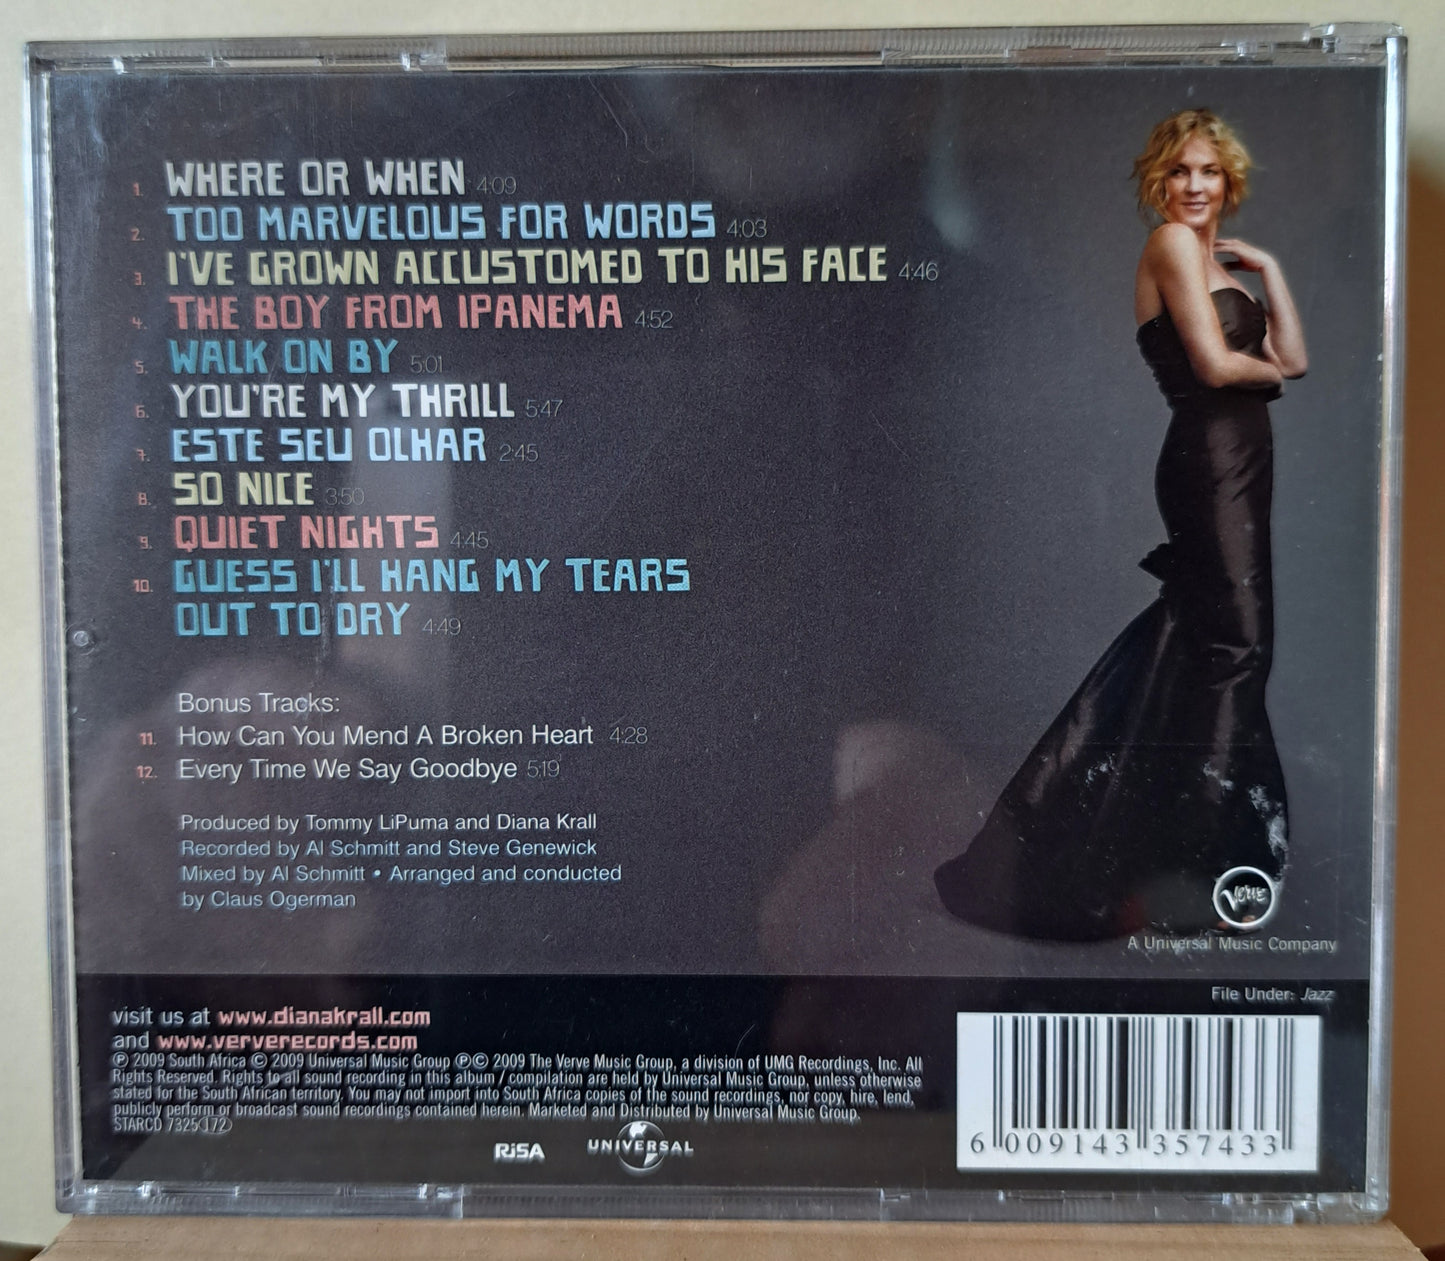 1. WHERE OR WHEN 4:09
2. TOO MARVELOUS FOR WORDS 4:03
3. I'VE GROWN ACCUSTOMED TO HIS FACE 4:46
4. THE BOY FROM IPANEMA 4:52
5. WALK ON BY 5:01
6. YOU'RE MY THRILL 5:47
7. ESTE SEU OLHAR 2:45
8. SO NICE 3:50
9. QUIET NIGHTS 4:45
10. GUESS I'LL HANG MY TEARS
OUT TO DRY 4:49
Bonus Tracks:
11. How Can You Mend A Broken Heart 4:28
12. Every Time We Say Goodbye 5:19
Produced by Tommy LiPuma and Diana Krall
Recorded by Al Schmitt and Steve Genewick
Mixed by Al Schmitt • Arranged and conducted
by Claus Ogerman
Verve
A Universal Music Company
File Under: Jazz
visit us at www.dianakrall.com
and www.ververecords.com
℗ 2009 South Africa © 2009 Universal Music Group ℗© 2009 The Verve Music Group, a division of UMG Recordings, Inc. All
Rights Reserved. Rights to all sound recording in this album / compilation are held by Universal Music Group, unless otherwise
stated for the South African territory. You may not import into South Africa copies of the sound recordings, nor copy, hire, lend,
publicly perform or broadcast sound recordings contained herein. Marketed and Distributed by Universal Music Group.
STARCD 7325 (172)
RiSA
UNIVERSAL
6 009143 357433